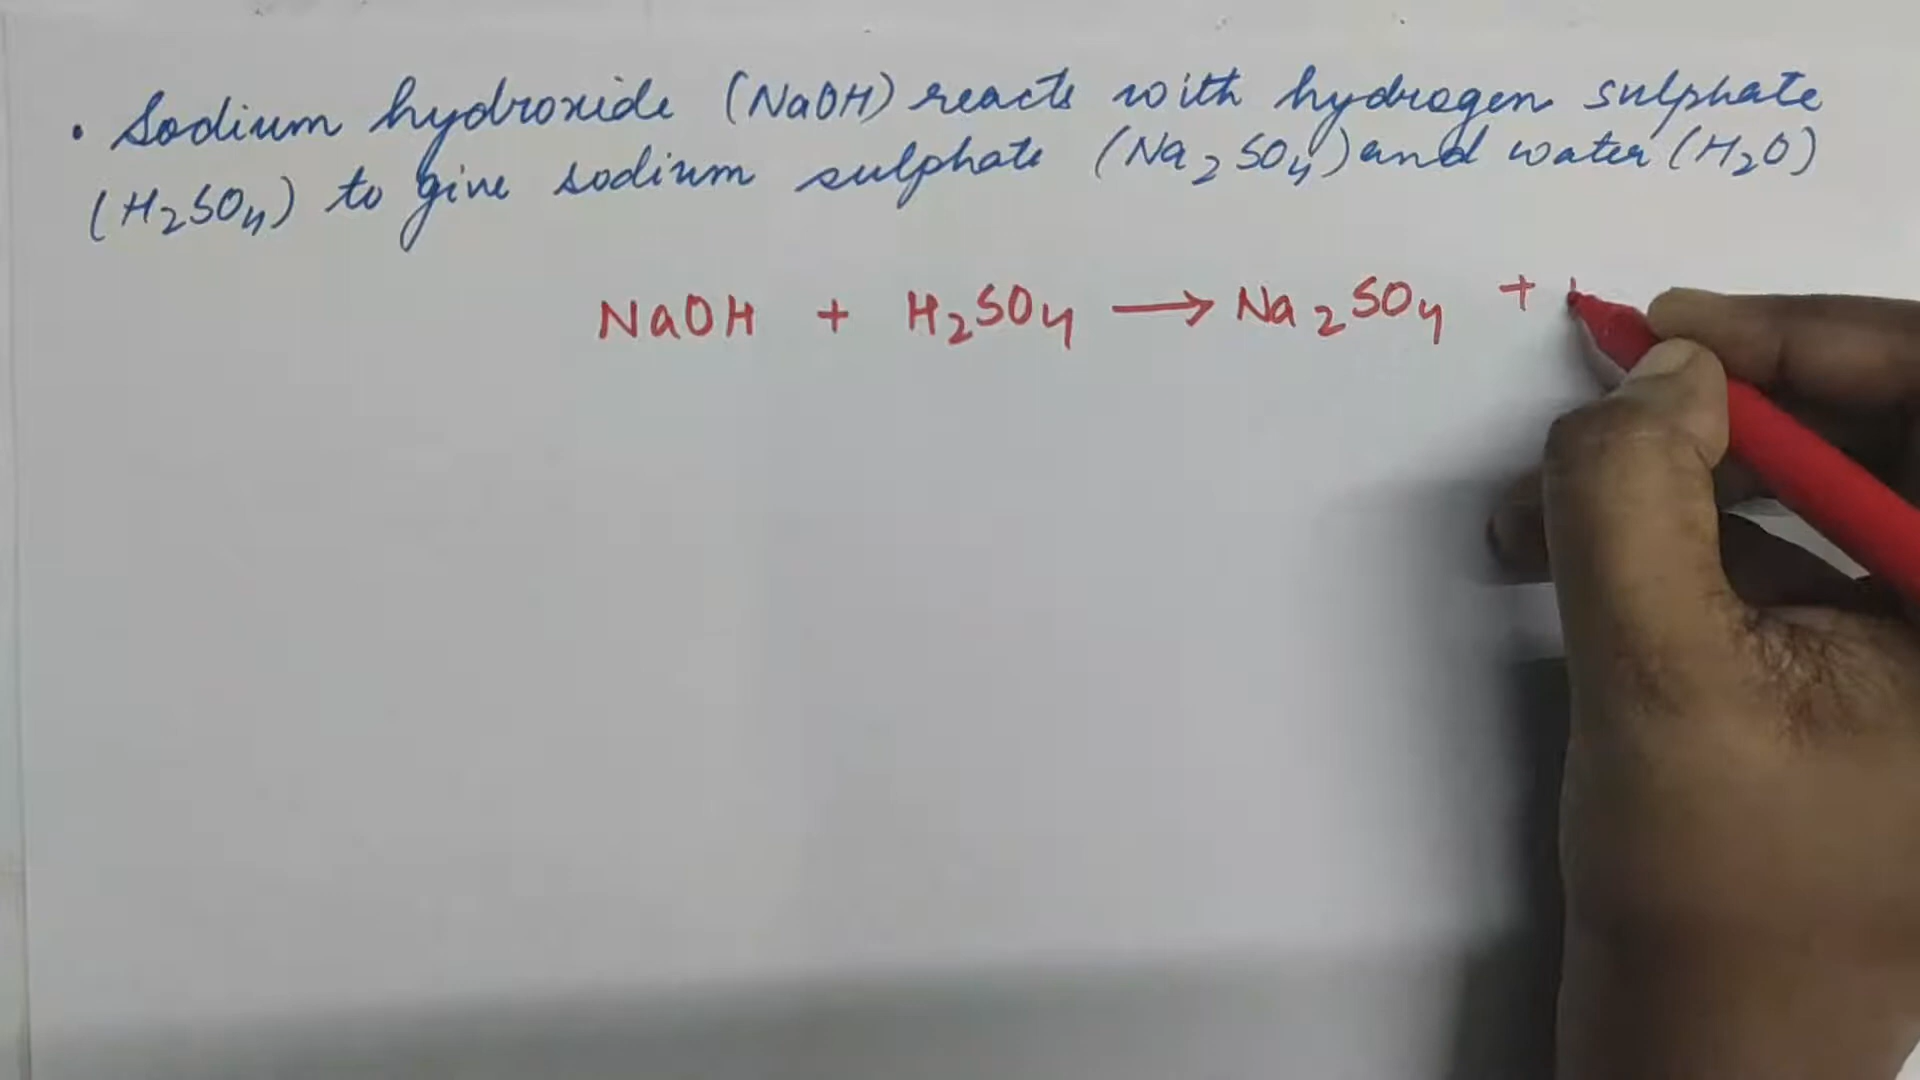 • Sodium hydroxide (NaOH) reacts with hydrogen sulphate
(H₂SO₄) to give sodium sulphate (Na₂SO₄) and water (H₂O)
NaOH + H₂SO₄ → Na₂SO₄ +